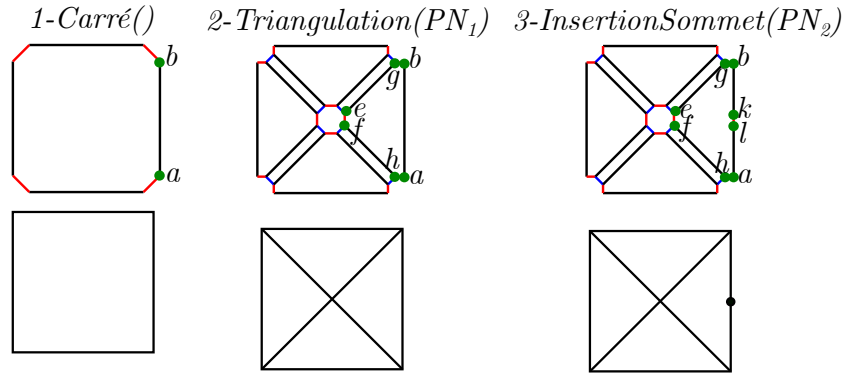 1-Carré() 2-Triangulation(PN₁) 3-InsertionSommet(PN₂)
b b b
g g
e e k
f f l
h h
a a a